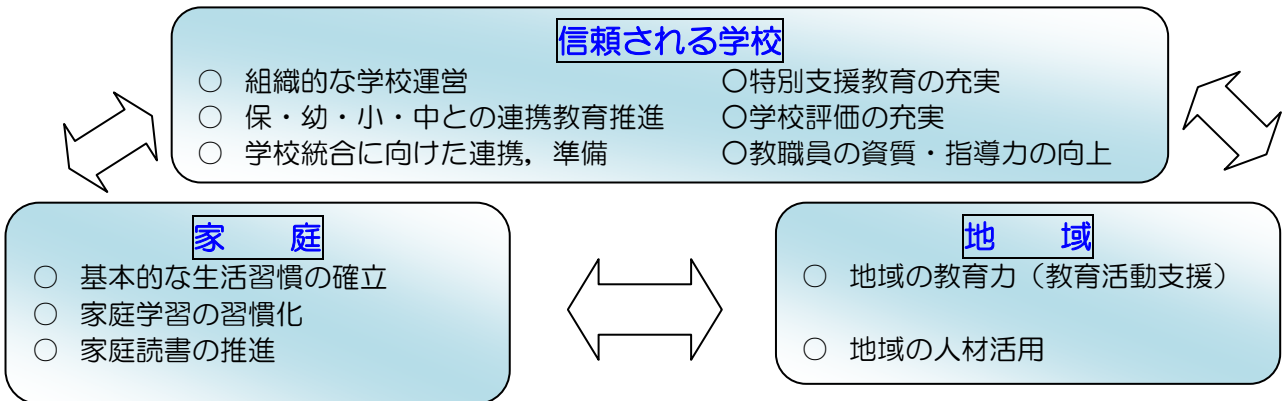 信頼される学校
○ 組織的な学校運営 ○特別支援教育の充実
○ 保・幼・小・中との連携教育推進 ○学校評価の充実
○ 学校統合に向けた連携，準備 ○教職員の資質・指導力の向上
家　　庭
○ 基本的な生活習慣の確立
○ 家庭学習の習慣化
○ 家庭読書の推進
地　　域
○ 地域の教育力（教育活動支援）
○ 地域の人材活用